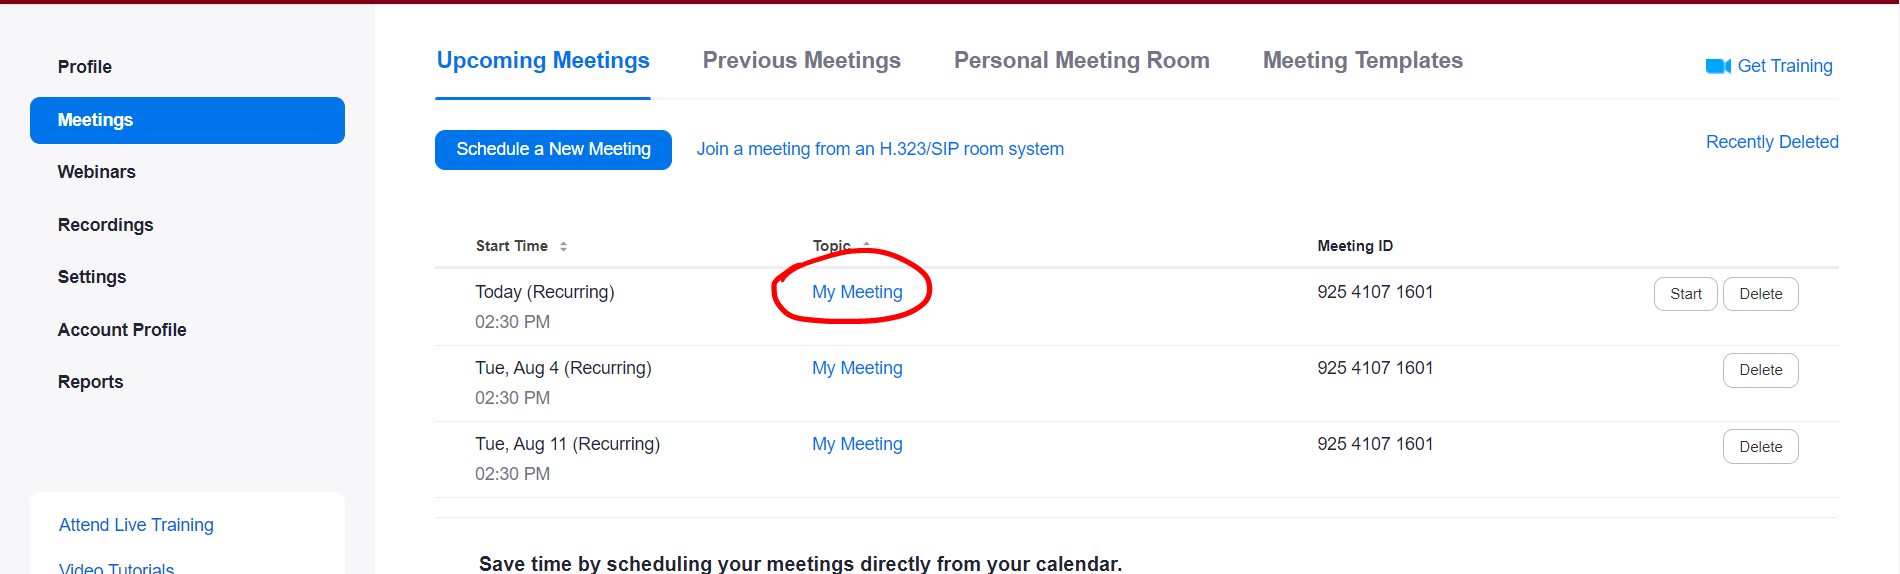 Profile
Meetings
Webinars
Recordings
Settings
Account Profile
Reports
Attend Live Training
Video Tutorials
Upcoming Meetings Previous Meetings Personal Meeting Room Meeting Templates Get Training
Schedule a New Meeting Join a meeting from an H.323/SIP room system Recently Deleted
Start Time Topic Meeting ID
Today (Recurring) My Meeting 925 4107 1601 Start Delete
02:30 PM
Tue, Aug 4 (Recurring) My Meeting 925 4107 1601 Delete
02:30 PM
Tue, Aug 11 (Recurring) My Meeting 925 4107 1601 Delete
02:30 PM
Save time by scheduling your meetings directly from your calendar.